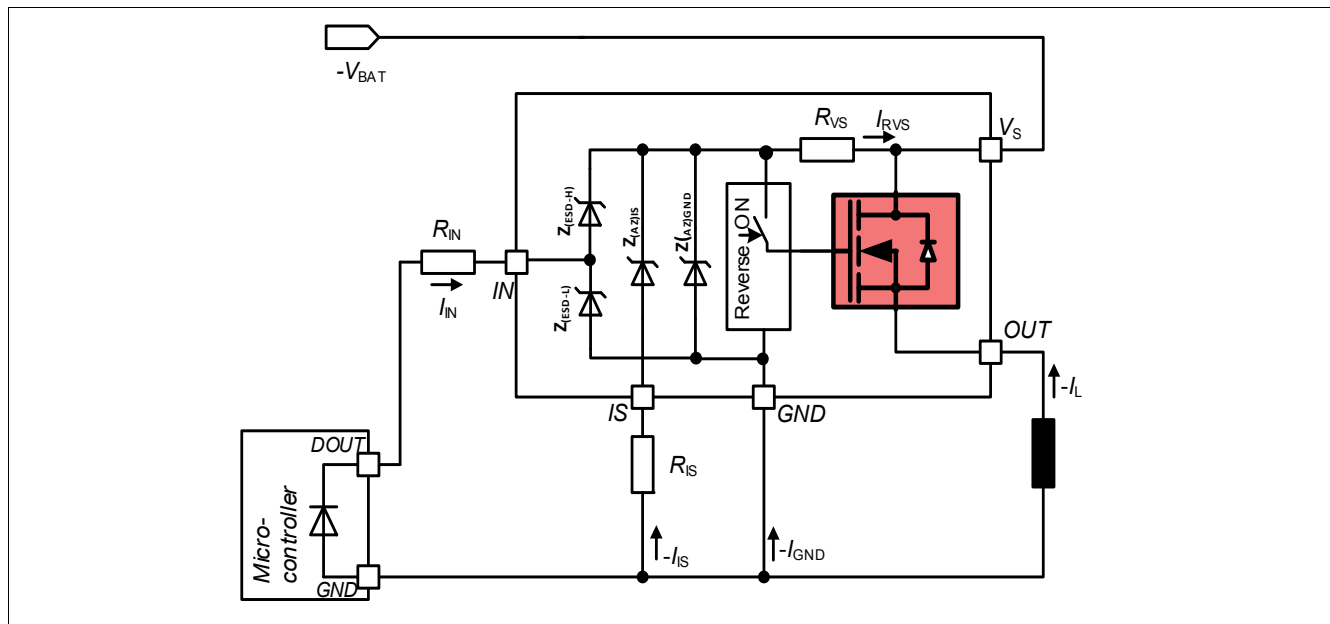 -VBAT
RVS
IRVS
VS
Z(ESD-H)
Z(AZ)IS
Z(AZ)GND
Reverse ON
RIN
IN
IIN
Z(ESD-L)
OUT
-IL
IS
GND
DOUT
RIS
Micro-
controller
-IIS
-IGND
GND